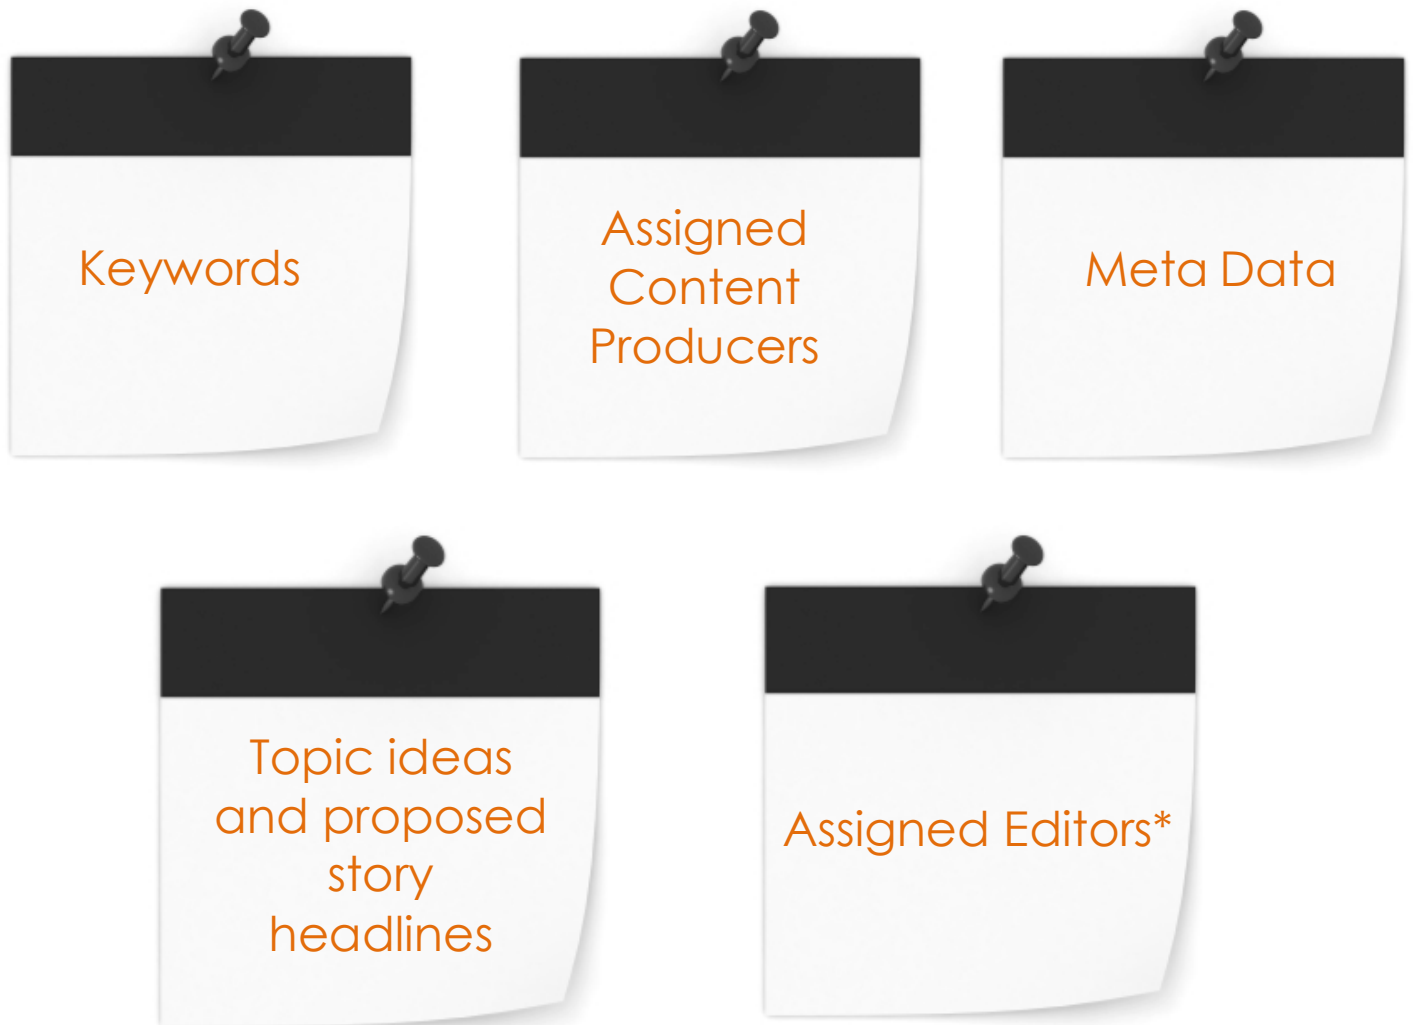 Keywords
Assigned
Content
Producers
Meta Data
Topic ideas
and proposed
story
headlines
Assigned Editors*